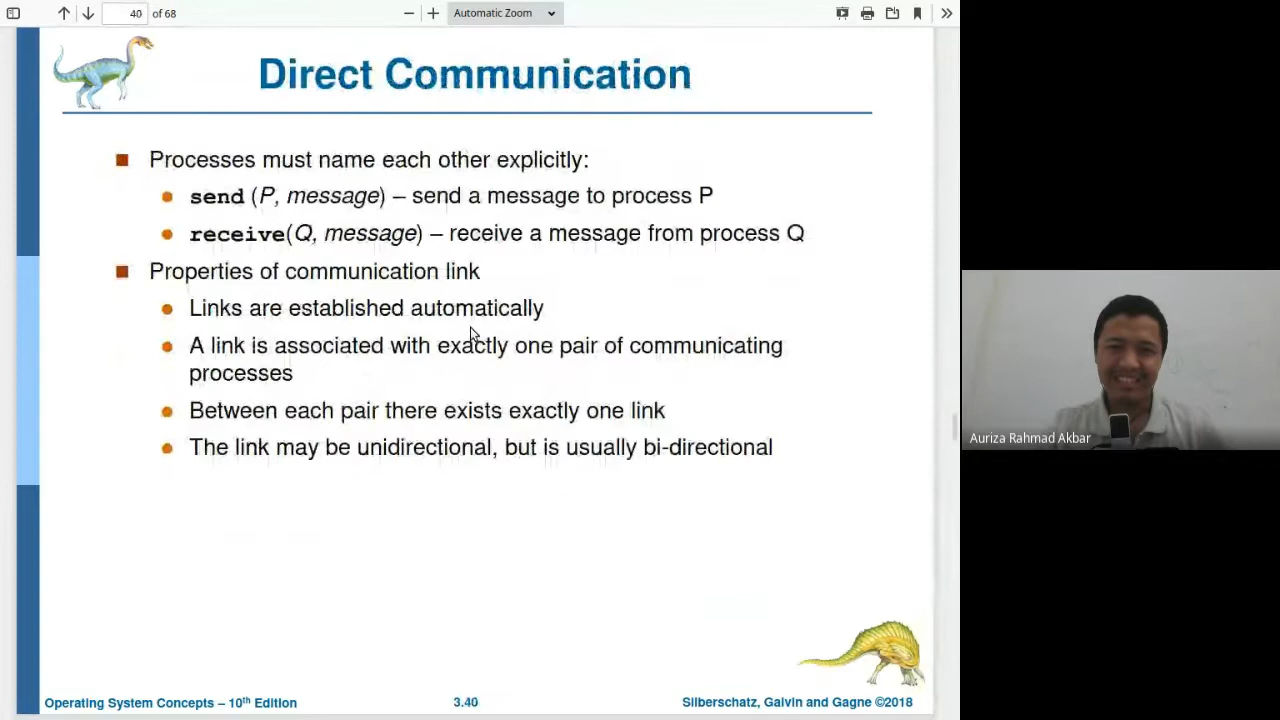 40 of 68
Automatic Zoom
Direct Communication
Processes must name each other explicitly:
send (P, message) – send a message to process P
receive(Q, message) – receive a message from process Q
Properties of communication link
Links are established automatically
A link is associated with exactly one pair of communicating
processes
Between each pair there exists exactly one link
The link may be unidirectional, but is usually bi-directional
Operating System Concepts – 10th Edition
3.40
Silberschatz, Galvin and Gagne ©2018
Auriza Rahmad Akbar